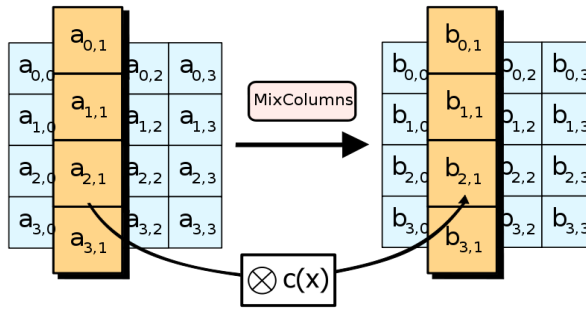 a0,0 a0,1 a0,2 a0,3
a1,0 a1,1 a1,2 a1,3
a2,0 a2,1 a2,2 a2,3
a3,0 a3,1 a3,2 a3,3
MixColumns
b0,0 b0,1 b0,2 b0,3
b1,0 b1,1 b1,2 b1,3
b2,0 b2,1 b2,2 b2,3
b3,0 b3,1 b3,2 b3,3
⊗ c(x)